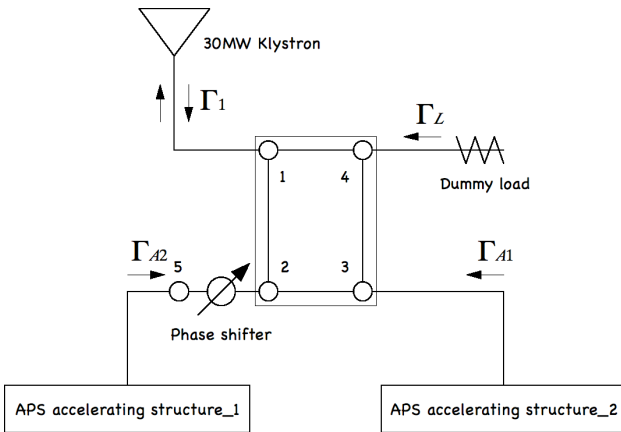 30MW Klystron
Γ1
ΓL
1
4
Dummy load
ΓA2
5
2
3
ΓA1
Phase shifter
APS accelerating structure_1
APS accelerating structure_2